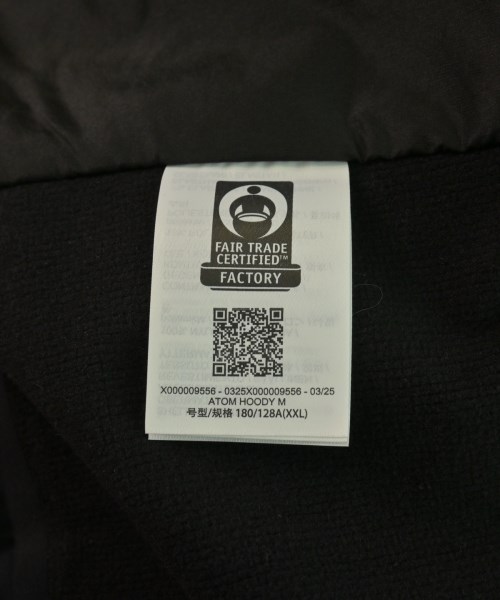 FAIR TRADE
CERTIFIED™
FACTORY
X000009556 - 0325X000009556 - 03/25
ATOM HOODY M
号型/规格 180/128A(XXL)